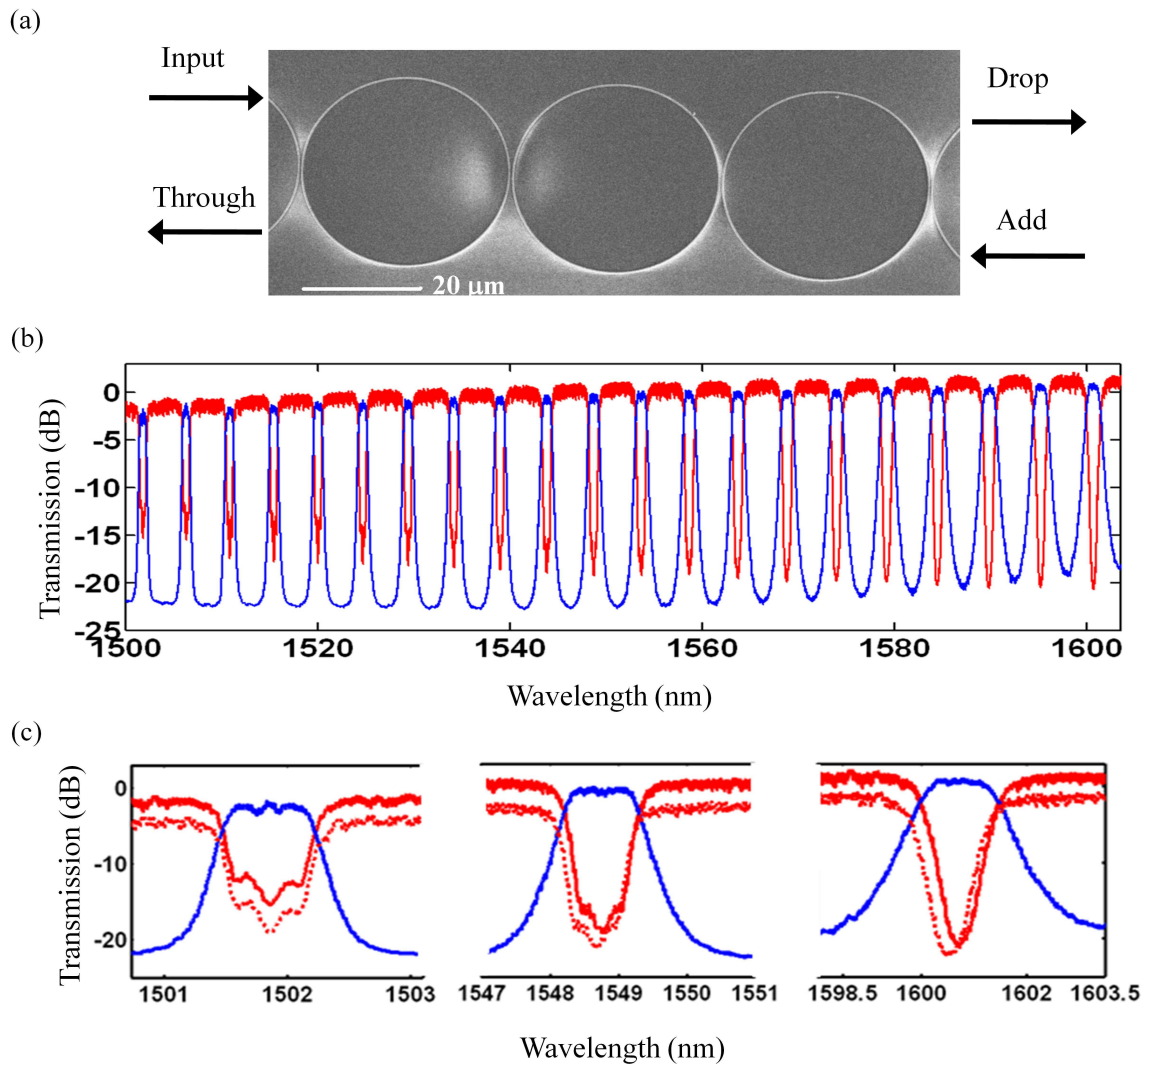 (a)
Input
Drop
Through
Add
20 μm
(b)
Transmission (dB)
0
-5
-10
-15
-20
-25
1500 1520 1540 1560 1580 1600
Wavelength (nm)
(c)
Transmission (dB)
0
-10
-20
1501 1502 1503 1547 1548 1549 1550 1551 1598.5 1600 1602 1603.5
Wavelength (nm)